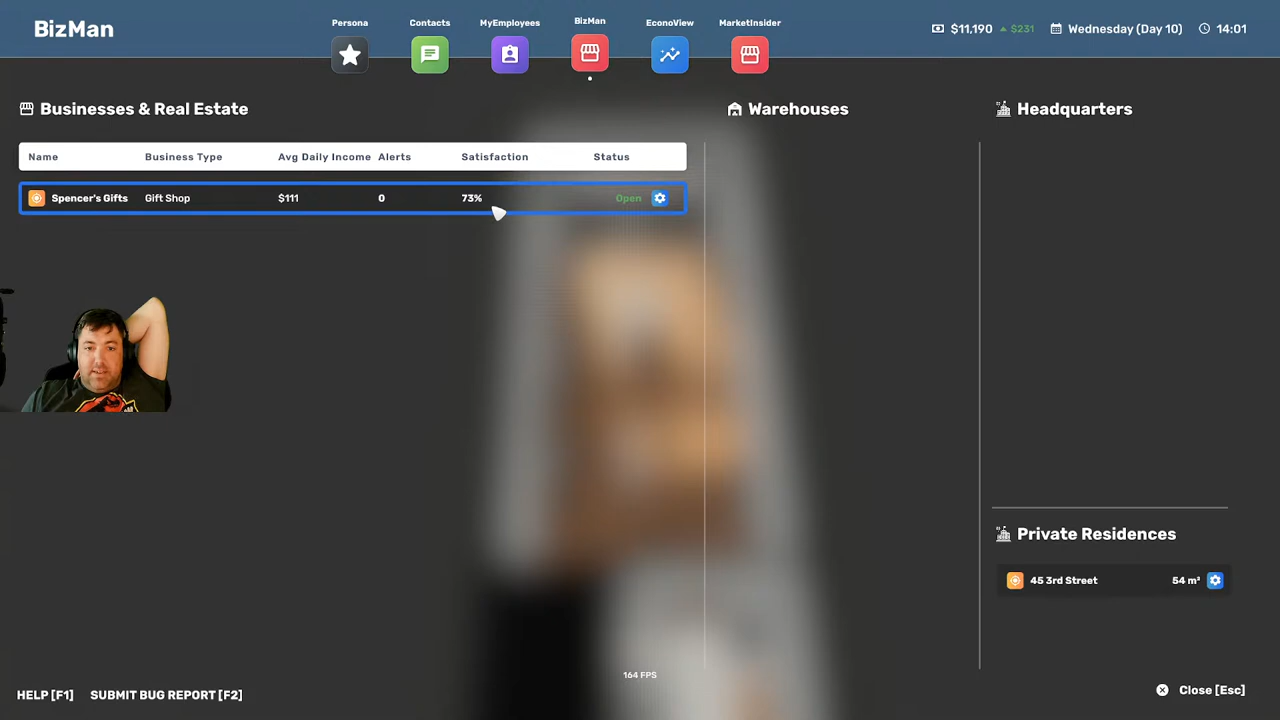 BizMan
Persona
Contacts
MyEmployees
BizMan
EconoView
MarketInsider
$11,190 $231
Wednesday (Day 10)
14:01
Businesses & Real Estate
Name Business Type Avg Daily Income Alerts Satisfaction Status
Spencer's Gifts Gift Shop $111 0 73% Open
Warehouses
Headquarters
Private Residences
45 3rd Street 54 m²
164 FPS
HELP [F1] SUBMIT BUG REPORT [F2]
Close [Esc]